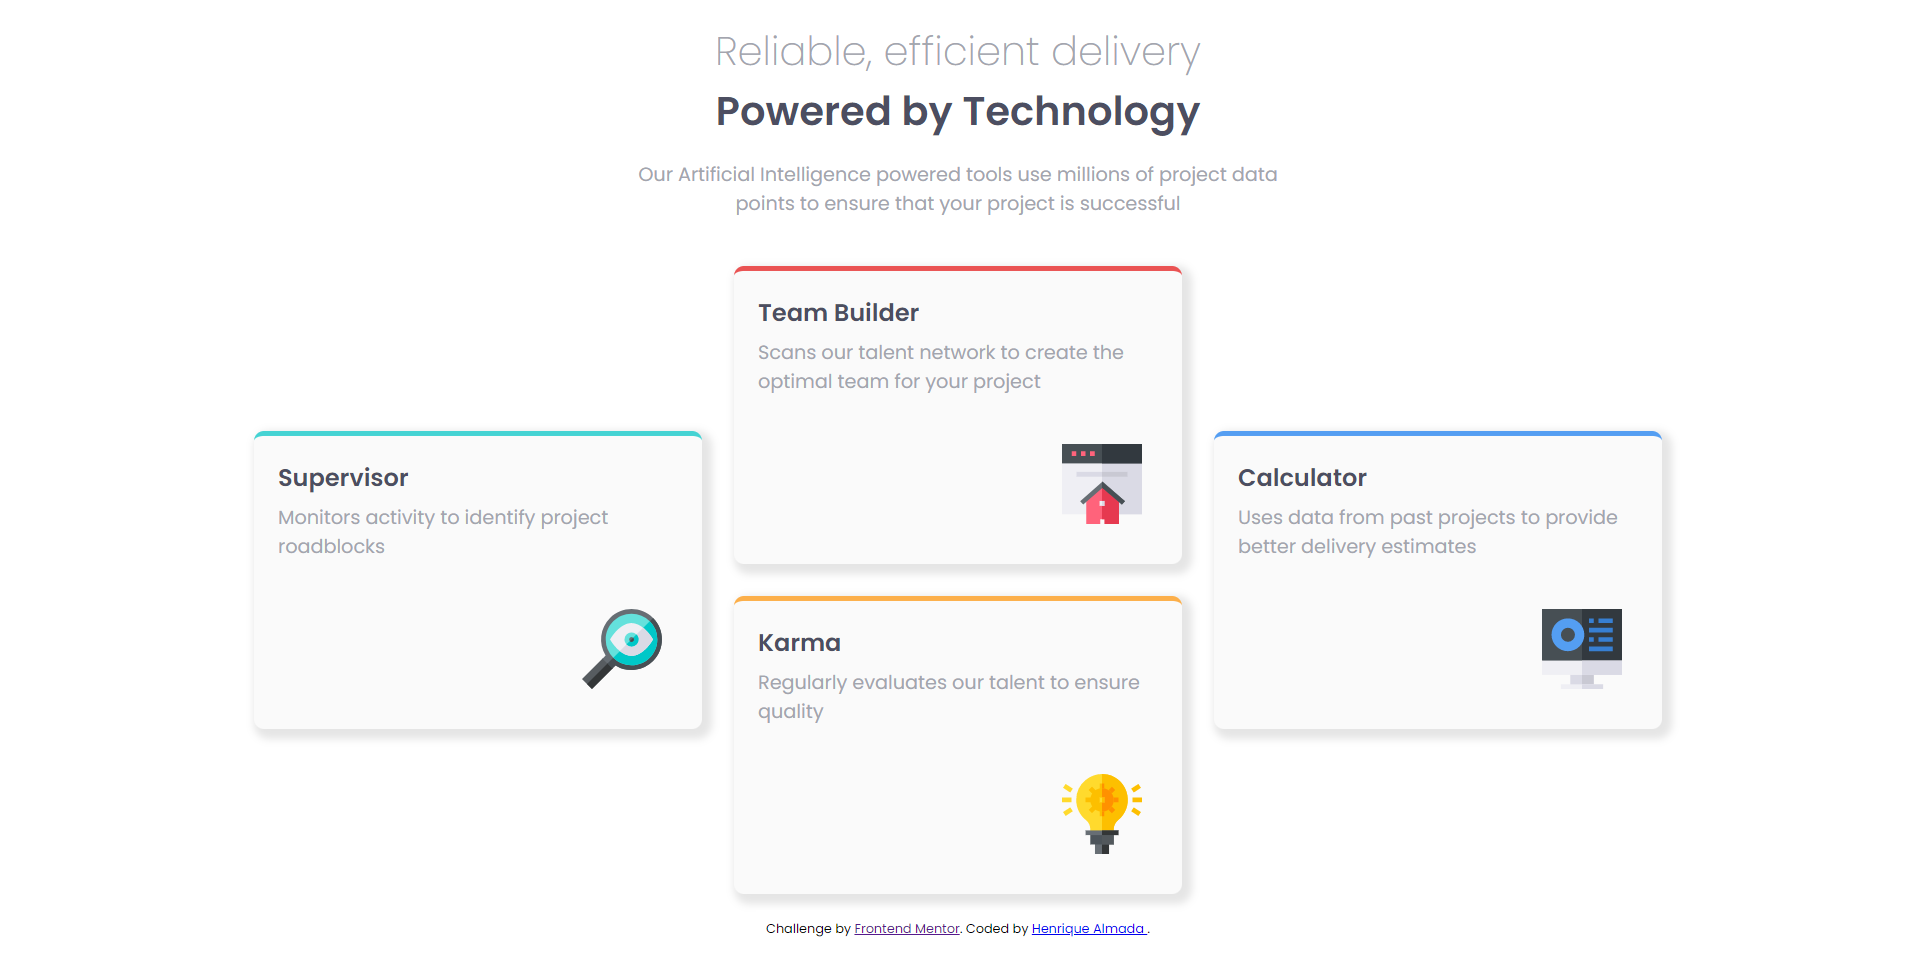 Reliable, efficient delivery
Powered by Technology
Our Artificial Intelligence powered tools use millions of project data
points to ensure that your project is successful
Team Builder
Scans our talent network to create the
optimal team for your project
Supervisor
Monitors activity to identify project
roadblocks
Calculator
Uses data from past projects to provide
better delivery estimates
Karma
Regularly evaluates our talent to ensure
quality
Challenge by Frontend Mentor. Coded by Henrique Almada .